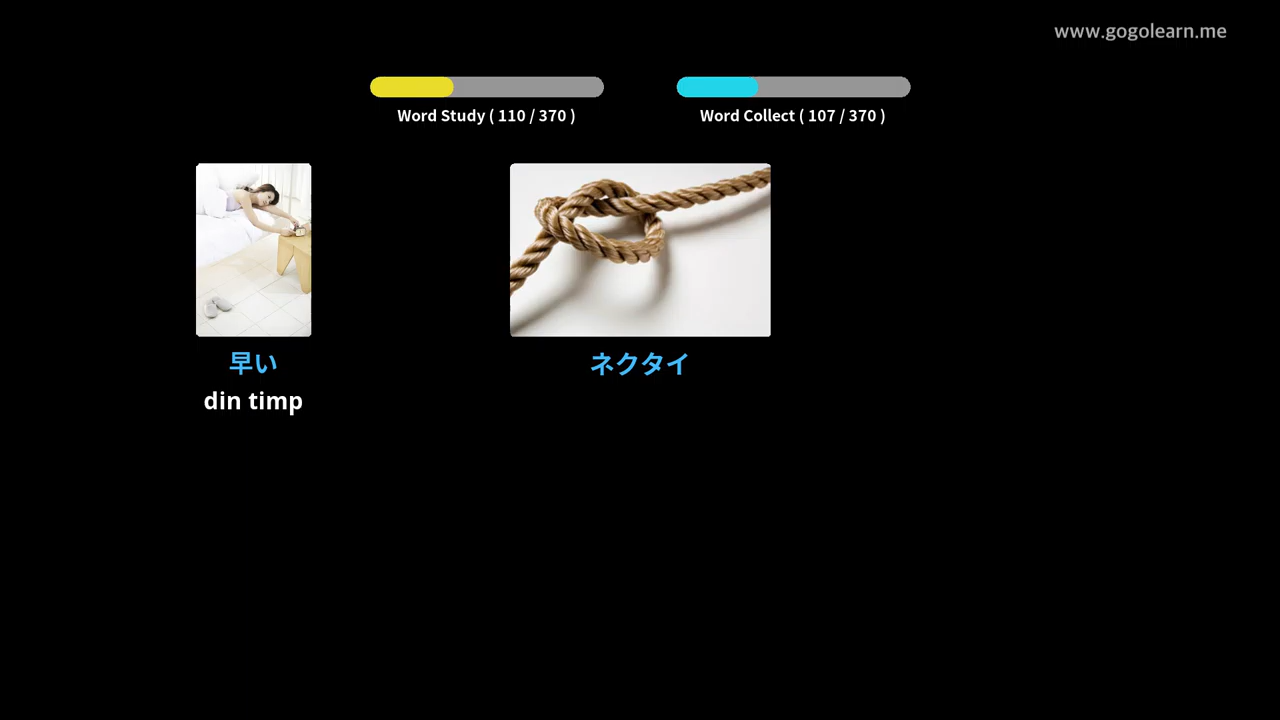 www.gogolearn.me
Word Study ( 110 / 370 )
Word Collect ( 107 / 370 )
早い
din timp
ネクタイ